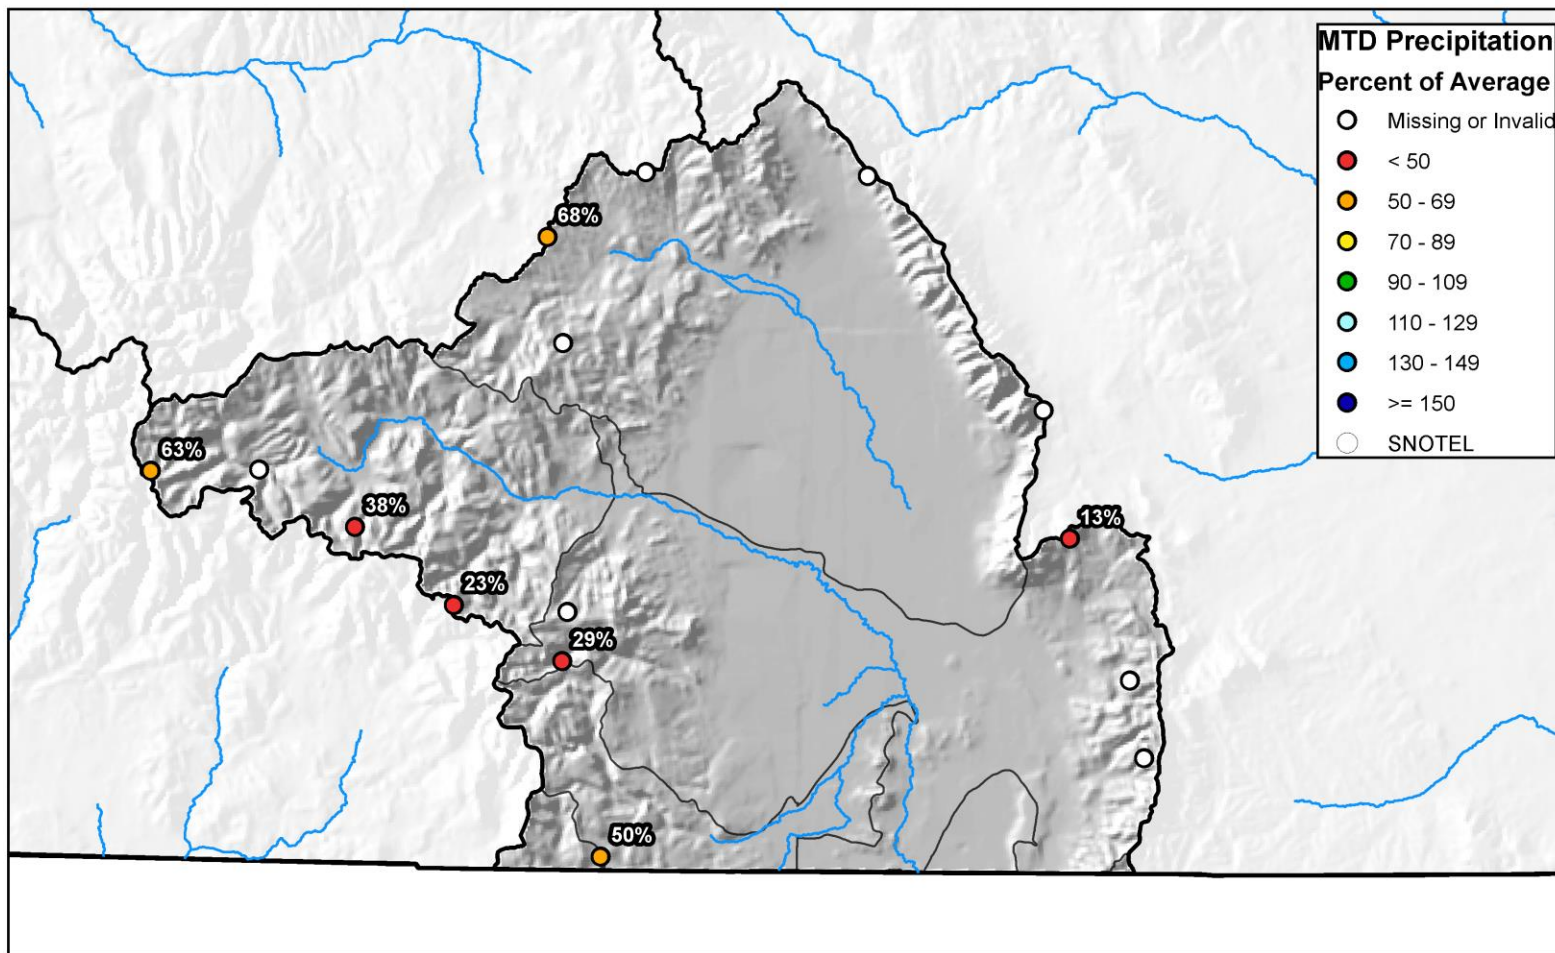 MTD Precipitation
Percent of Average
Missing or Invalid
< 50
50 - 69
70 - 89
90 - 109
110 - 129
130 - 149
>= 150
SNOTEL
68%
63%
38%
13%
23%
29%
50%